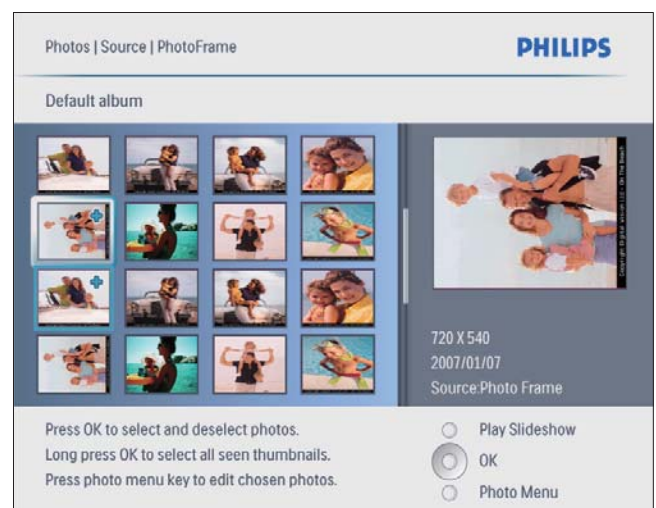 Photos | Source | PhotoFrame
PHILIPS
Default album
720 X 540
2007/01/07
Source:Photo Frame
Press OK to select and deselect photos.
Long press OK to select all seen thumbnails.
Press photo menu key to edit chosen photos.
Play Slideshow
OK
Photo Menu